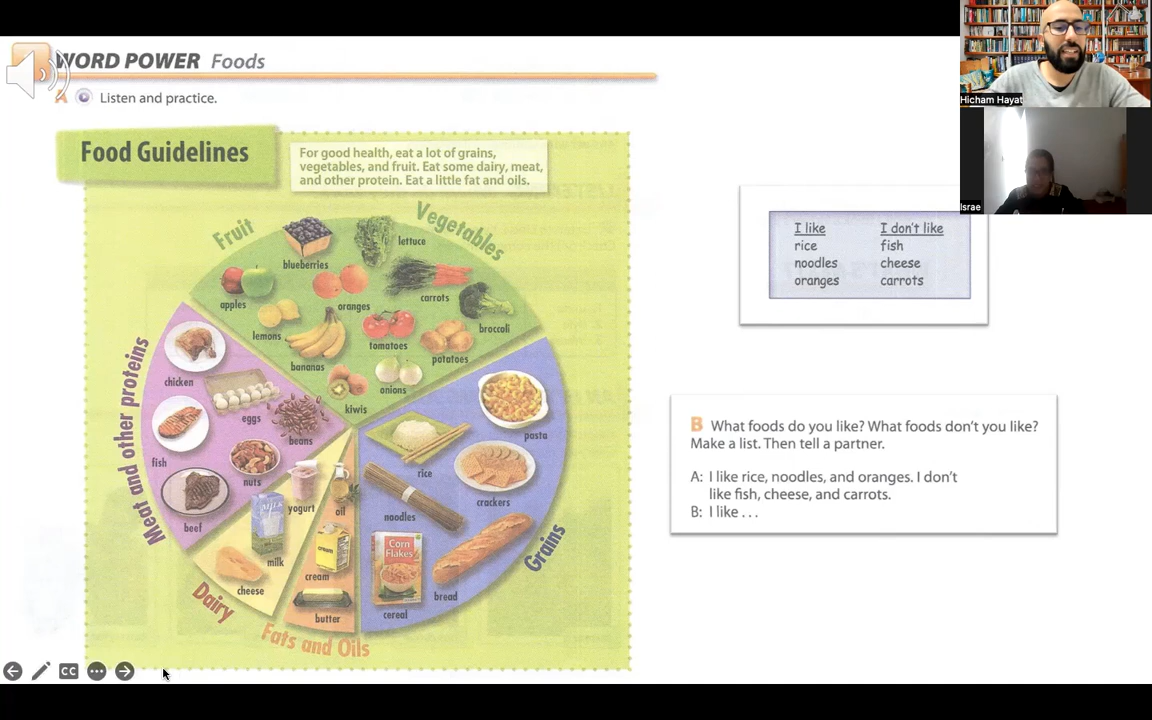 WORD POWER Foods
A Listen and practice.
Food Guidelines
For good health, eat a lot of grains,
vegetables, and fruit. Eat some dairy, meat,
and other protein. Eat a little fat and oils.
Fruit
Vegetables
blueberries
lettuce
apples
oranges
carrots
lemons
bananas
tomatoes
broccoli
potatoes
onions
kiwis
Meat and other proteins
chicken
eggs
beans
fish
nuts
beef
Dairy
yogurt
MILK
milk
cheese
Fats and Oils
oil
cream
cream
butter
Grains
pasta
rice
crackers
noodles
Corn
Flakes
bread
cereal
I like I don't like
rice fish
noodles cheese
oranges carrots
B What foods do you like? What foods don't you like?
Make a list. Then tell a partner.
A: I like rice, noodles, and oranges. I don't
like fish, cheese, and carrots.
B: I like . . .
Hicham Hayat
Israe
CC